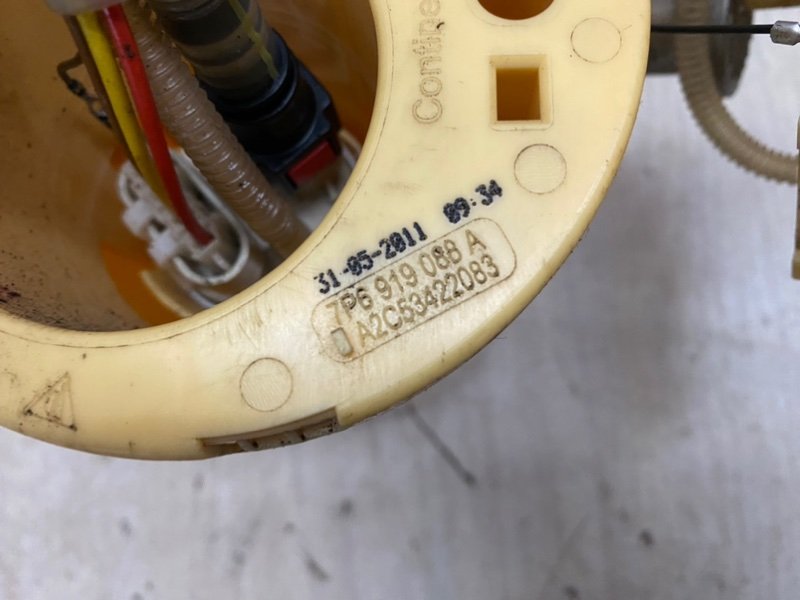 Contine
31-05-2011 09:34
7P6 919 088 A
A2C53422083